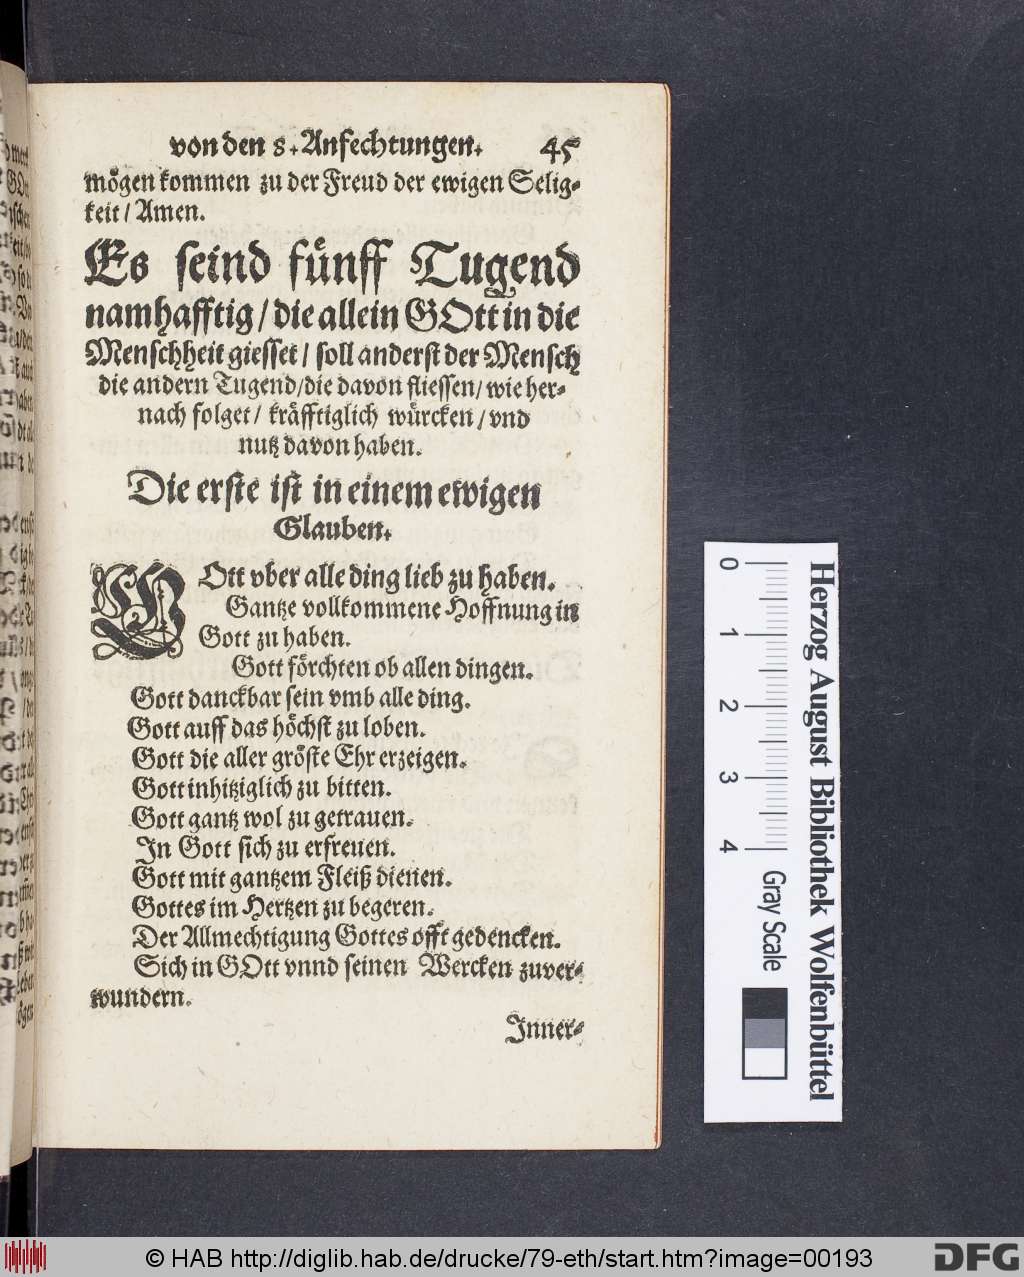 von den 8. Anfechtungen. 45
mögen kommen zu der Freud der ewigen Selig-
keit / Amen.
Es seind fünff Tugend
namhafftig / die allein GOtt in die
Menschheit giesset / soll anderst der Mensch
die andern Tugend/die davon fliessen/ wie her-
nach folget/ kräfftiglich würcken / vnd
nutz davon haben.
Die erste ist in einem ewigen
Glauben.
GOtt vber alle ding lieb zu haben.
Gantze vollkommene Hoffnung in
Gott zu haben.
Gott förchten ob allen dingen.
Gott danckbar sein vmb alle ding.
Gott auff das höchst zu loben.
Gott die aller gröste Ehr erzeigen.
Gott inhitziglich zu bitten.
Gott gantz wol zu getrauen.
In Gott sich zu erfreuen.
Gott mit gantzem Fleiß dienen.
Gottes im Hertzen zu begeren.
Der Allmechtigung Gottes offt gedencken.
Sich in GOtt vnnd seinen Wercken zuver-
wundern.
Inner-
Herzog August Bibliothek Wolfenbüttel
0 1 2 3 4 Gray Scale
© HAB http://diglib.hab.de/drucke/79-eth/start.htm?image=00193
DFG